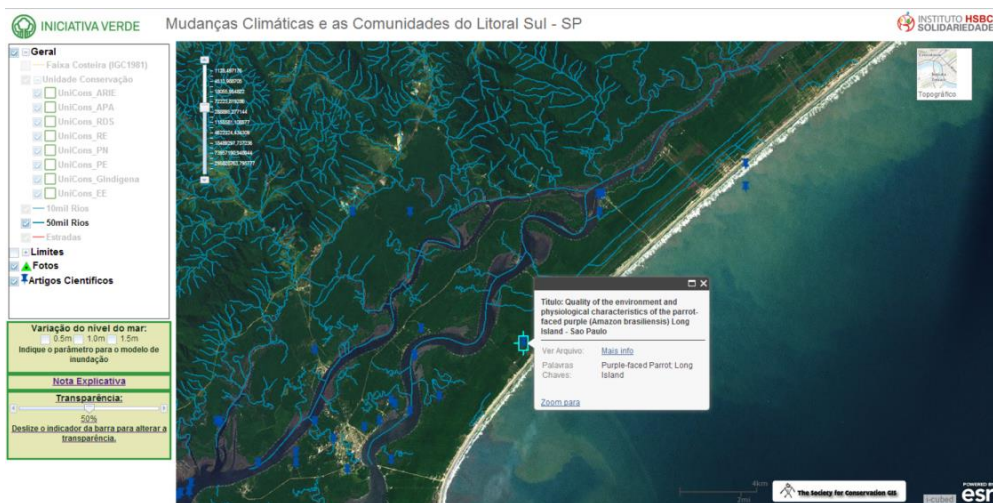 INICIATIVA VERDE
Mudanças Climáticas e as Comunidades do Litoral Sul - SP
INSTITUTO HSBC
SOLIDARIEDADE
Geral
Faixa Costeira (IGC1981)
Unidade Conservação
UniCons_ARIE
UniCons_APA
UniCons_RDS
UniCons_RE
UniCons_PN
UniCons_PE
UniCons_GIndigena
UniCons_EE
10mil Rios
50mil Rios
Estradas
Limites
Fotos
Artigos Científicos
Variação do nível do mar:
0.5m 1.0m 1.5m
Indique o parâmetro para o modelo de
inundação
Nota Explicativa
Transparência:
50%
Deslize o indicador da barra para alterar a
transparência.
Topográfico
Título: Quality of the environment and
physiological characteristics of the parrot-
faced purple (Amazon brasiliensis) Long
Island - Sao Paulo
Ver Arquivo: Mais info
Palavras Purple-faced Parrot, Long
Chaves: Island
Zoom para
4km
2mi
The Society for Conservation GIS
i-cubed
POWERED BY
esri